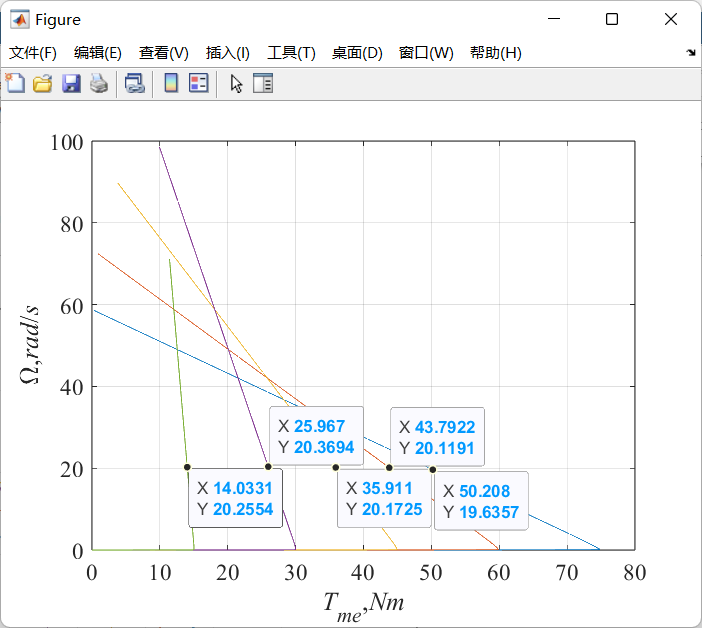 Figure
文件(F) 编辑(E) 查看(V) 插入(I) 工具(T) 桌面(D) 窗口(W) 帮助(H)
100
80
60
40
20
0
Ω,rad/s
X 25.967
Y 20.3694
X 43.7922
Y 20.1191
X 14.0331
Y 20.2554
X 35.911
Y 20.1725
X 50.208
Y 19.6357
0 10 20 30 40 50 60 70 80
T_me,Nm